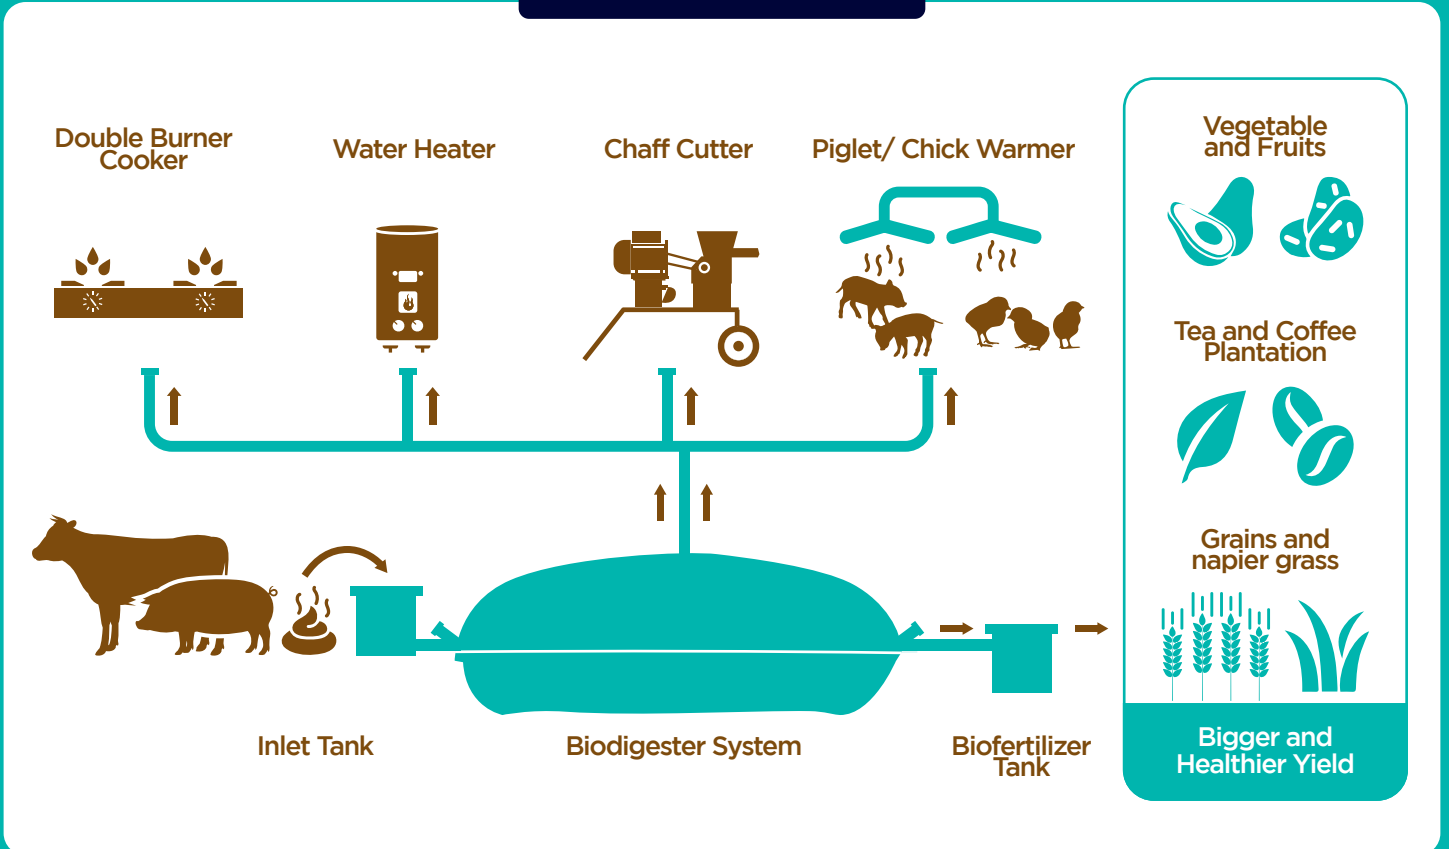 Double Burner
Cooker
Water Heater
Chaff Cutter
Piglet/ Chick Warmer
Vegetable
and Fruits
Tea and Coffee
Plantation
Grains and
napier grass
Bigger and
Healthier Yield
Inlet Tank
Biodigester System
Biofertilizer
Tank